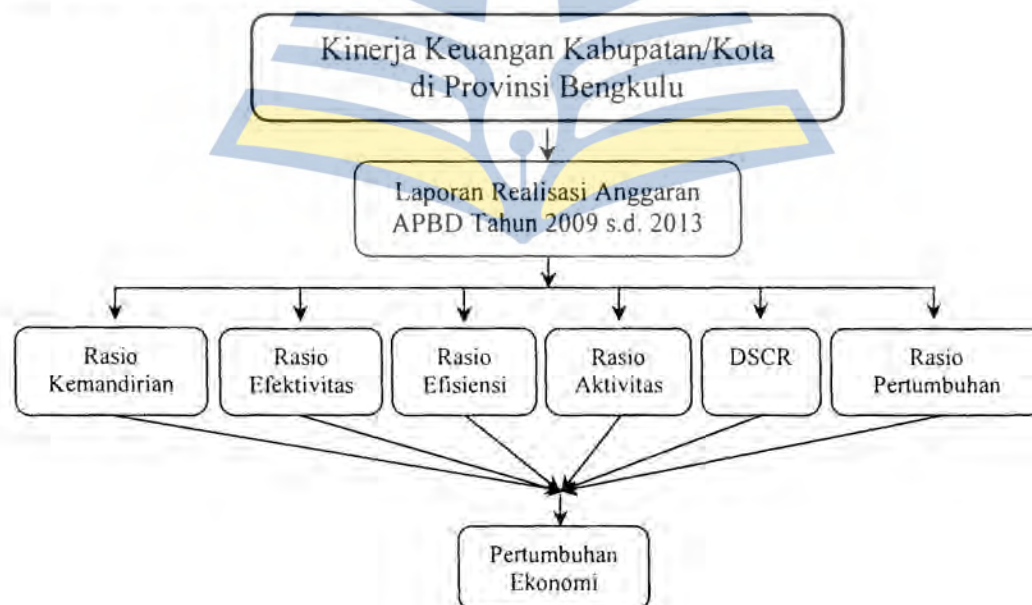 Kinerja Keuangan Kabupatan/Kota
di Provinsi Bengkulu
Laporan Realisasi Anggaran
APBD Tahun 2009 s.d. 2013
Rasio
Kemandirian
Rasio
Efektivitas
Rasio
Efisiensi
Rasio
Aktivitas
DSCR
Rasio
Pertumbuhan
Pertumbuhan
Ekonomi